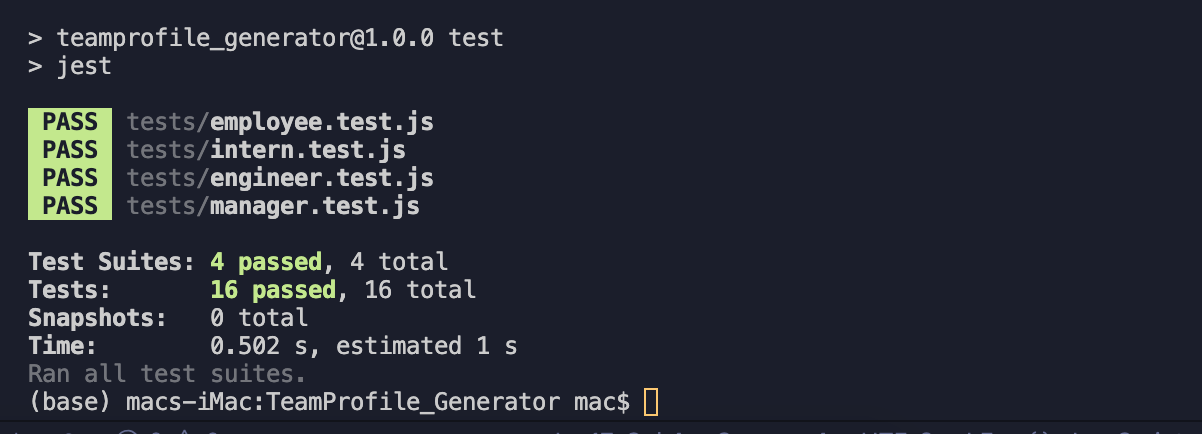 > teamprofile_generator@1.0.0 test
> jest
PASS tests/employee.test.js
PASS tests/intern.test.js
PASS tests/engineer.test.js
PASS tests/manager.test.js
Test Suites: 4 passed, 4 total
Tests: 16 passed, 16 total
Snapshots: 0 total
Time: 0.502 s, estimated 1 s
Ran all test suites.
(base) macs-iMac:TeamProfile_Generator mac$